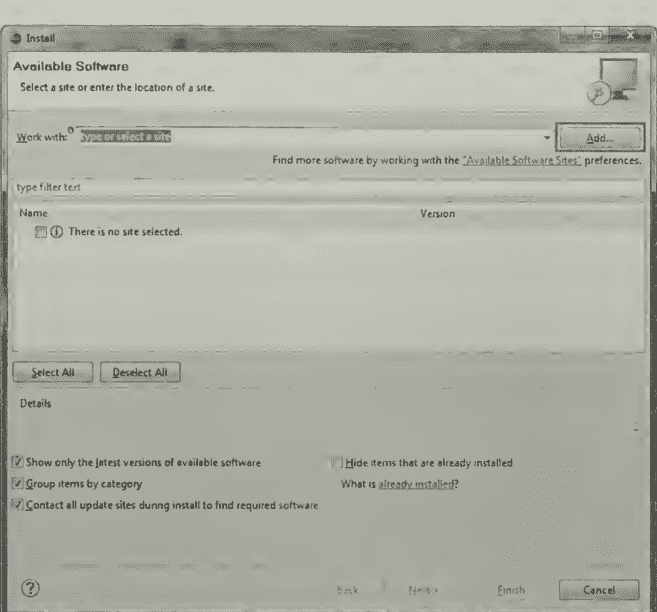 Install
Available Software
Select a site or enter the location of a site.
Work with: type or select a site Add...
Find more software by working with the "Available Software Sites" preferences.
type filter text
Name Version
There is no site selected.
Select All Deselect All
Details
Show only the latest versions of available software Hide items that are already installed
Group items by category What is already installed?
Contact all update sites during install to find required software
Back Next > Finish Cancel